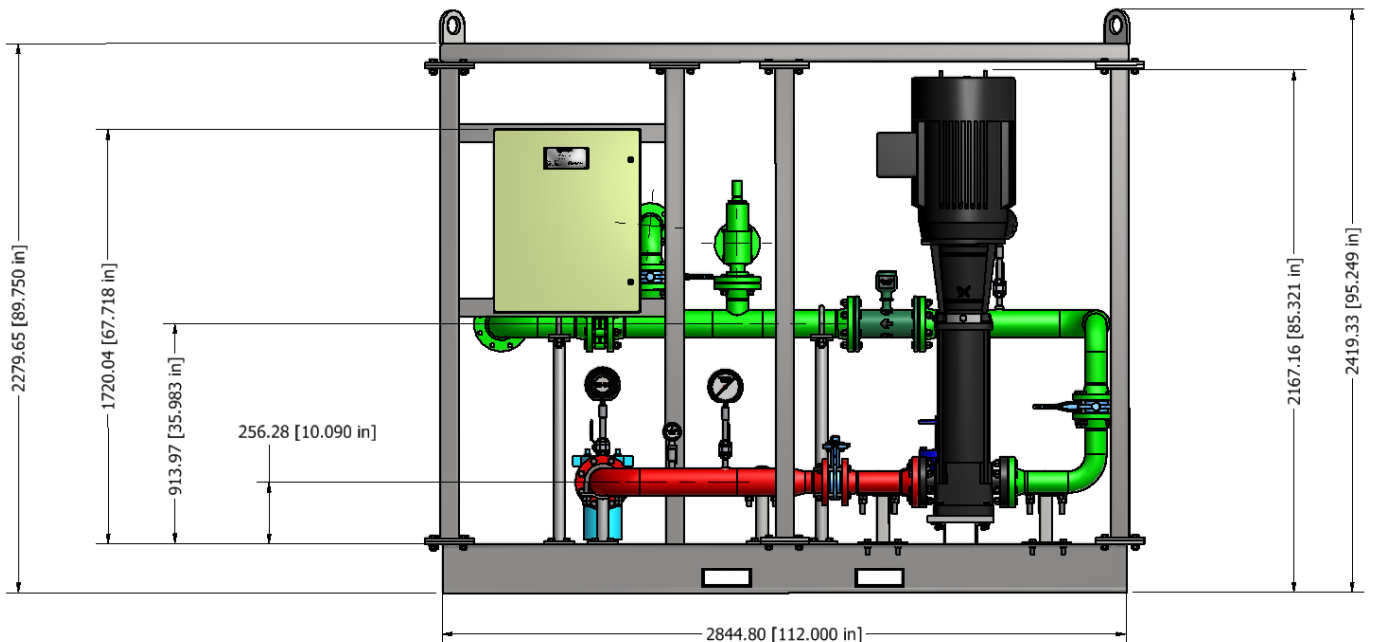 2279.65 [89.750 in]
1720.04 [67.718 in]
913.97 [35.983 in]
256.28 [10.090 in]
2167.16 [85.321 in]
2419.33 [95.249 in]
2844.80 [112.000 in]